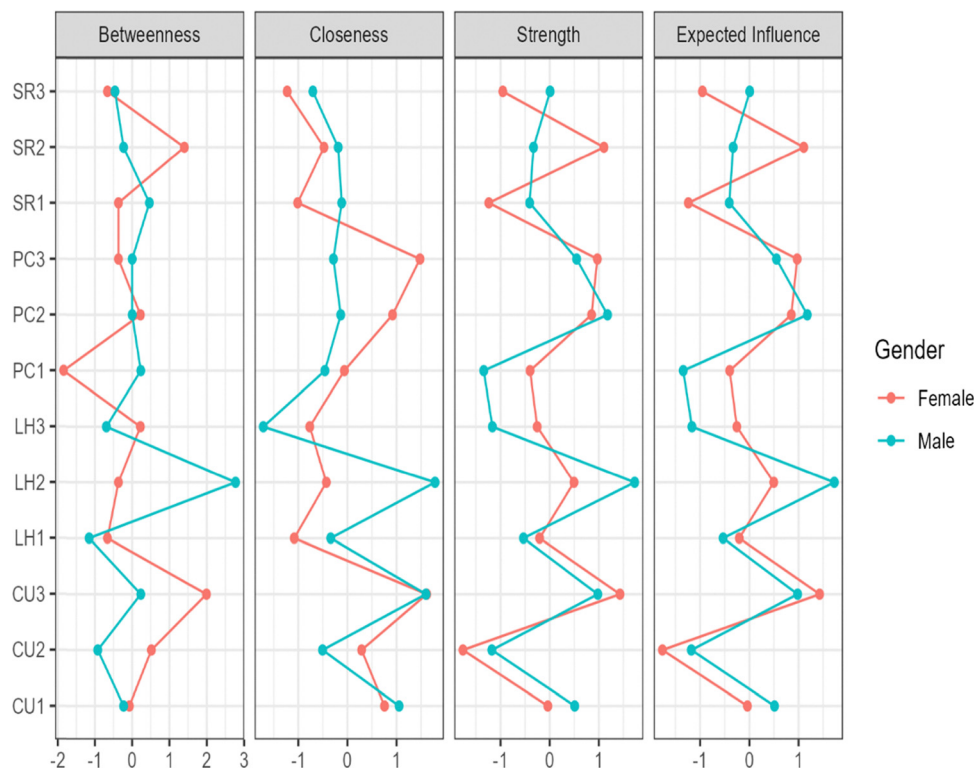 Betweenness Closeness Strength Expected Influence
SR3
SR2
SR1
PC3
PC2
PC1
LH3
LH2
LH1
CU3
CU2
CU1
Gender
Female
Male
-2 -1 0 1 2 3 -1 0 1 -1 0 1 -1 0 1